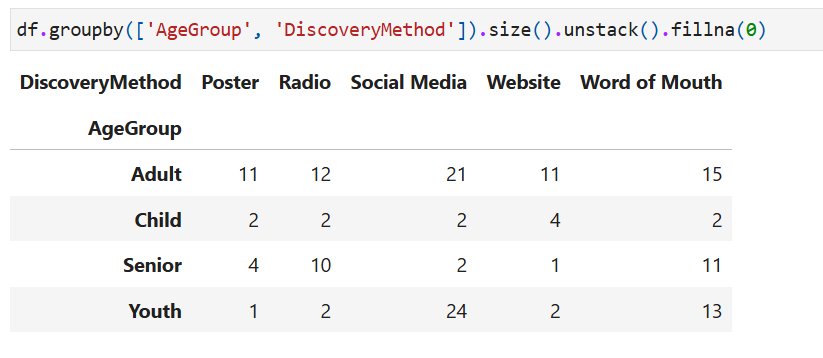 df.groupby(['AgeGroup', 'DiscoveryMethod']).size().unstack().fillna(0)
DiscoveryMethod Poster Radio Social Media Website Word of Mouth
AgeGroup
Adult 11 12 21 11 15
Child 2 2 2 4 2
Senior 4 10 2 1 11
Youth 1 2 24 2 13